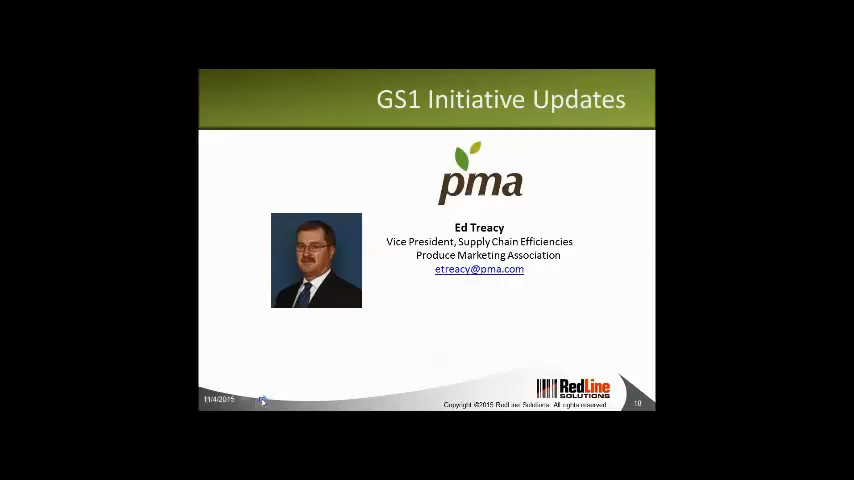 GS1 Initiative Updates
pma
Ed Treacy
Vice President, Supply Chain Efficiencies
Produce Marketing Association
etreacy@pma.com
RedLine
SOLUTIONS
11/4/2015
Copyright ©2015 RedLine Solutions. All rights reserved.
18